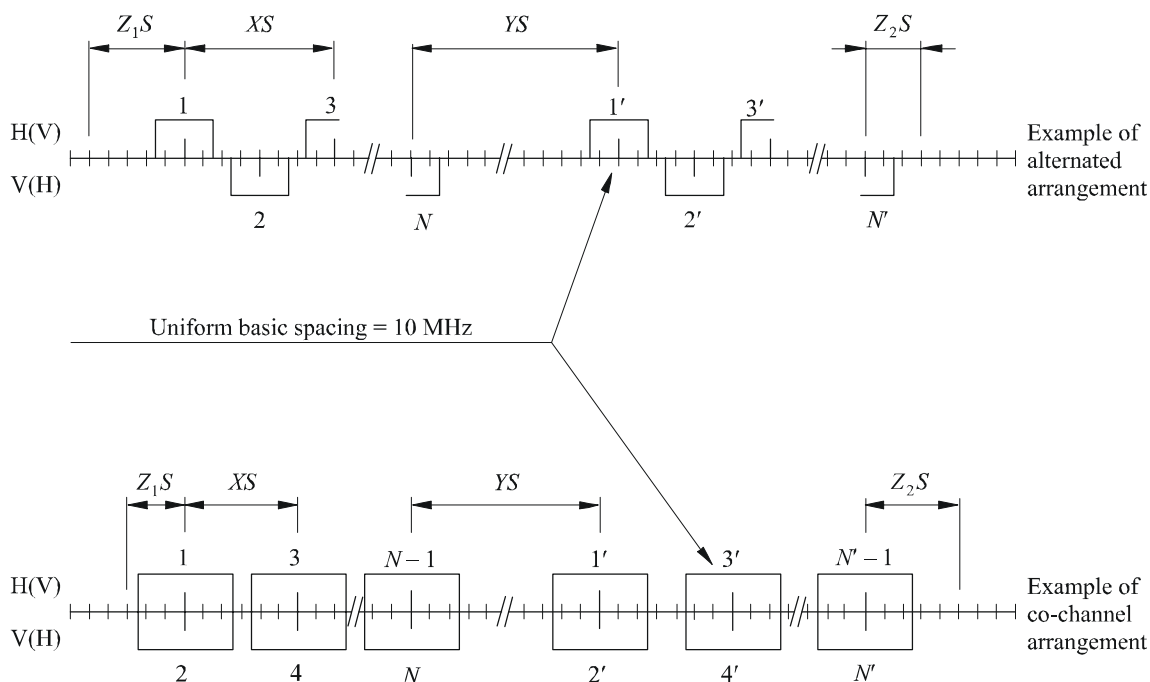 Z₁S XS YS Z₂S
1 3 1′ 3′
H(V)
V(H)
2 N 2′ N′
Example of
alternated
arrangement
Uniform basic spacing = 10 MHz
Z₁S XS YS Z₂S
1 3 N – 1 1′ 3′ N′ – 1
H(V)
V(H)
2 4 N 2′ 4′ N′
Example of
co-channel
arrangement